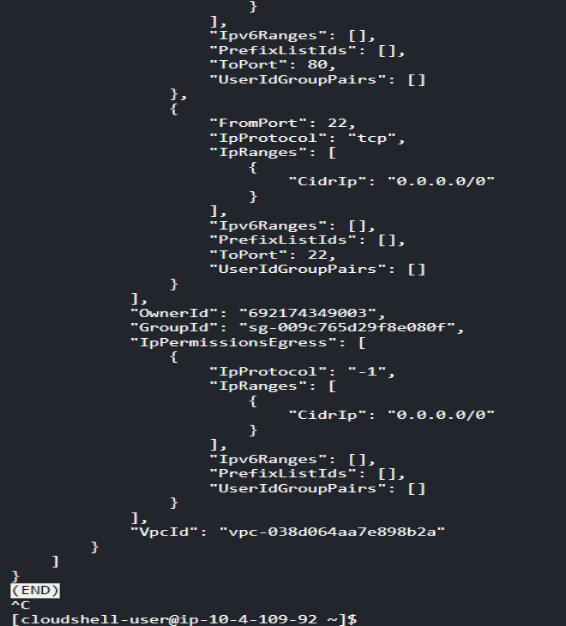 }
],
"Ipv6Ranges": [],
"PrefixListIds": [],
"ToPort": 80,
"UserIdGroupPairs": []
},
{
"FromPort": 22,
"IpProtocol": "tcp",
"IpRanges": [
{
"CidrIp": "0.0.0.0/0"
}
],
"Ipv6Ranges": [],
"PrefixListIds": [],
"ToPort": 22,
"UserIdGroupPairs": []
}
],
"OwnerId": "692174349003",
"GroupId": "sg-009c765d29f8e080f",
"IpPermissionsEgress": [
{
"IpProtocol": "-1",
"IpRanges": [
{
"CidrIp": "0.0.0.0/0"
}
],
"Ipv6Ranges": [],
"PrefixListIds": [],
"UserIdGroupPairs": []
}
],
"VpcId": "vpc-038d064aa7e898b2a"
}
]
}
(END)
^C
[cloudshell-user@ip-10-4-109-92 ~]$